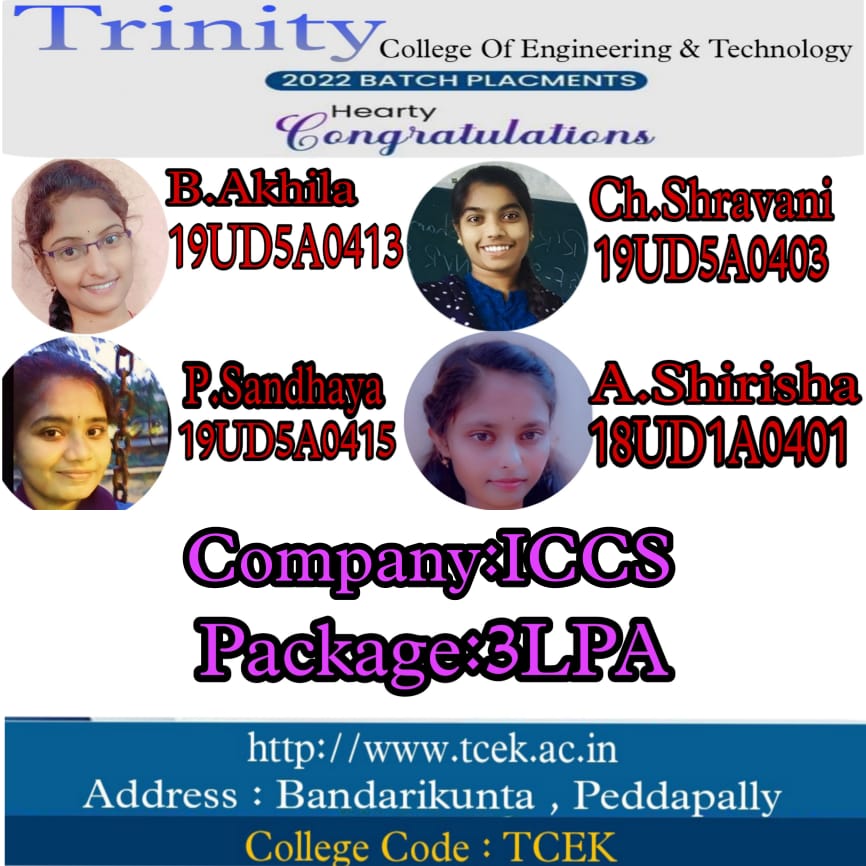 Trinity College Of Engineering & Technology
2022 BATCH PLACMENTS
Hearty
Congratulations
B.Akhila
19UD5A0413
Ch.Shravani
19UD5A0403
P.Sandhaya
19UD5A0415
A.Shirisha
18UD1A0401
Company:ICCS
Package:3LPA
http://www.tcek.ac.in
Address : Bandarikunta , Peddapally
College Code : TCEK